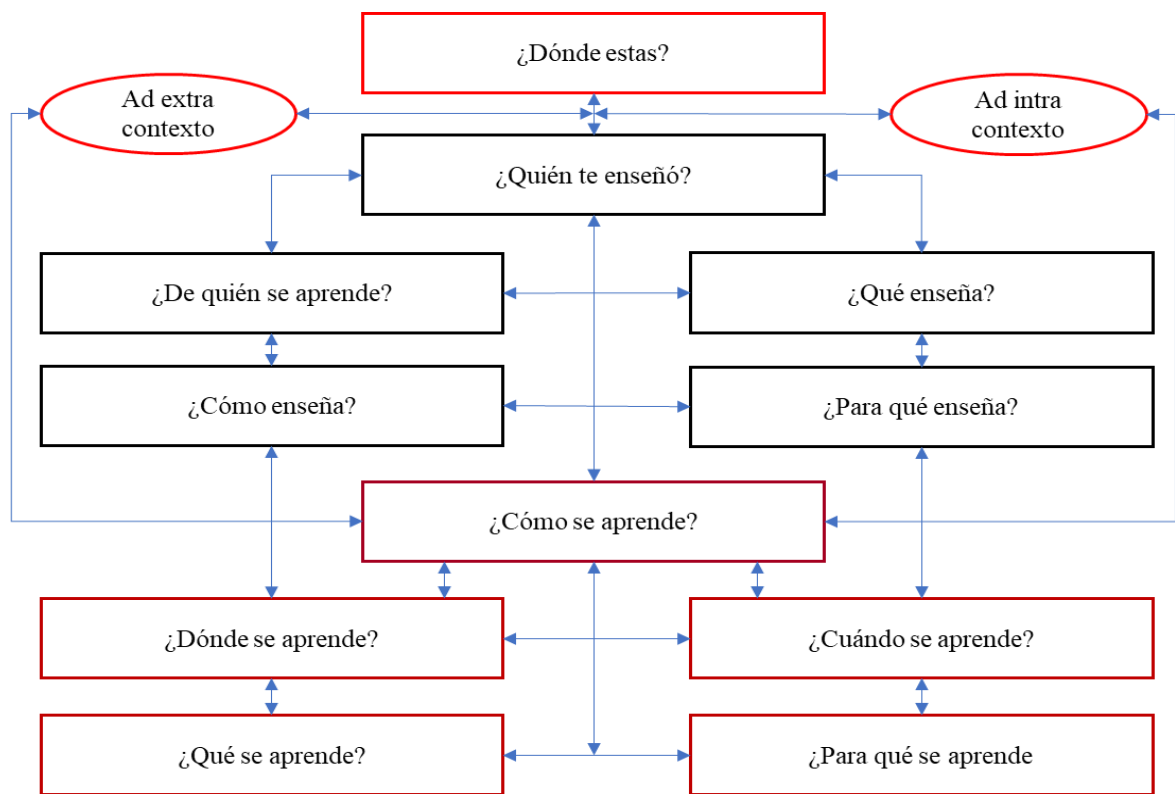 ¿Dónde estas?
Ad extra
contexto
Ad intra
contexto
¿Quién te enseñó?
¿De quién se aprende?
¿Qué enseña?
¿Cómo enseña?
¿Para qué enseña?
¿Cómo se aprende?
¿Dónde se aprende?
¿Cuándo se aprende?
¿Qué se aprende?
¿Para qué se aprende